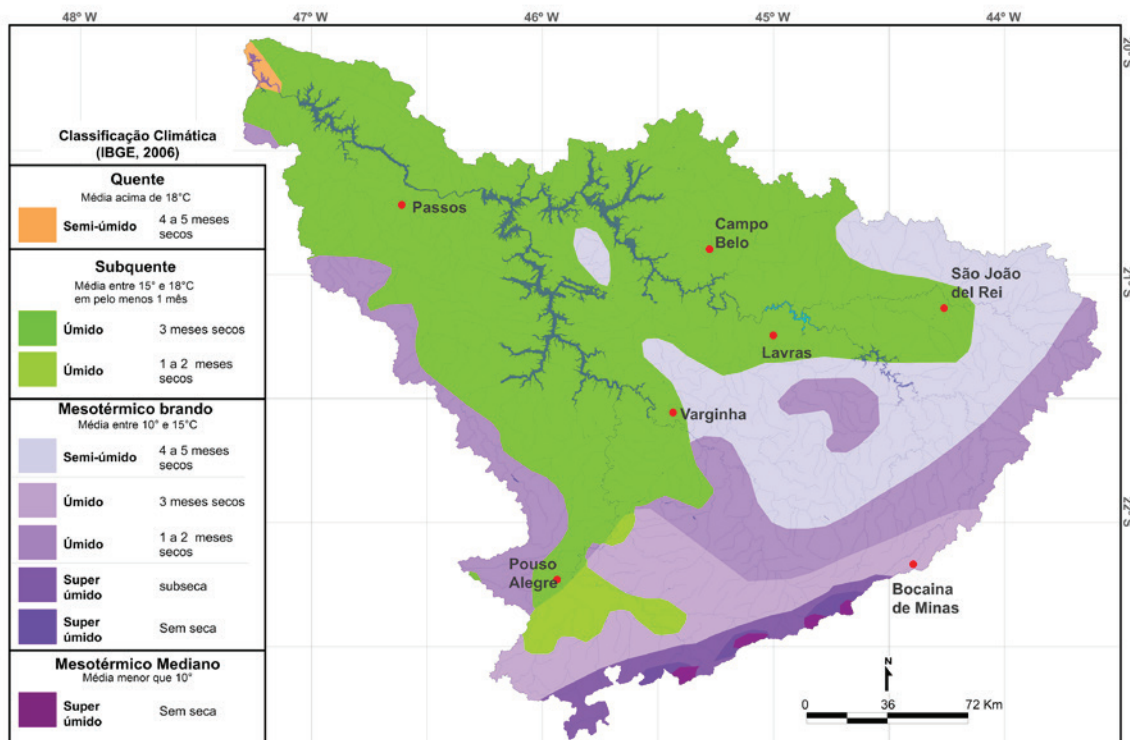 48° W
47° W
46° W
45° W
44° W
20° S
21° S
22° S
Classificação Climática
(IBGE, 2006)
Quente
Média acima de 18°C
Semi-úmido
4 a 5 meses
secos
Subquente
Média entre 15° e 18°C
em pelo menos 1 mês
Úmido
3 meses secos
Úmido
1 a 2 meses
secos
Mesotérmico brando
Média entre 10° e 15°C
Semi-úmido
4 a 5 meses
secos
Úmido
3 meses secos
Úmido
1 a 2 meses
secos
Super
úmido
subseca
Super
úmido
Sem seca
Mesotérmico Mediano
Média menor que 10°
Super
úmido
Sem seca
Passos
Campo
Belo
São João
del Rei
Lavras
Varginha
Pouso
Alegre
Bocaina
de Minas
N
0
36
72 Km